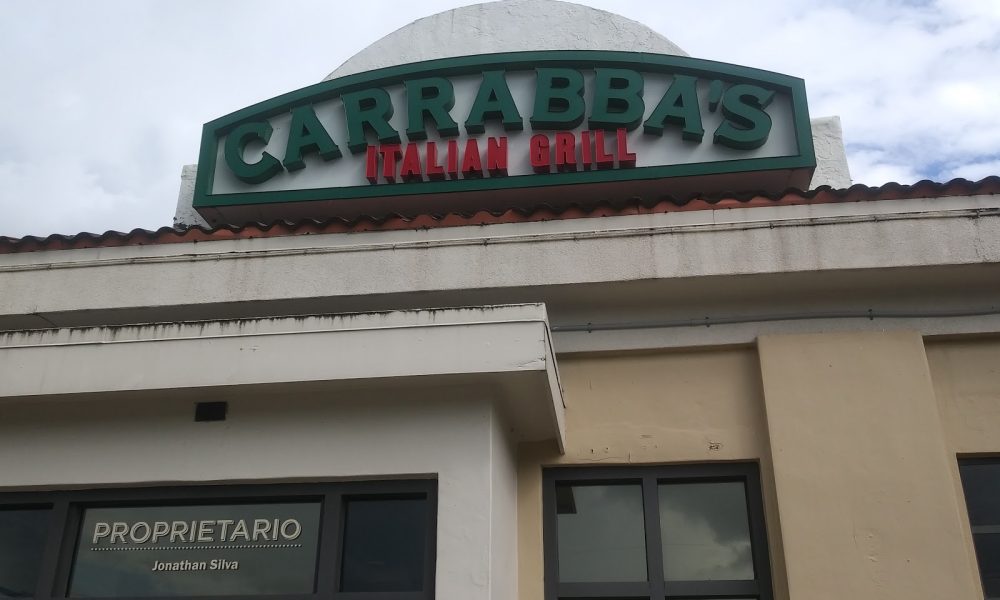 CARRABBA'S
ITALIAN GRILL
PROPRIETARIO
Jonathan Silva